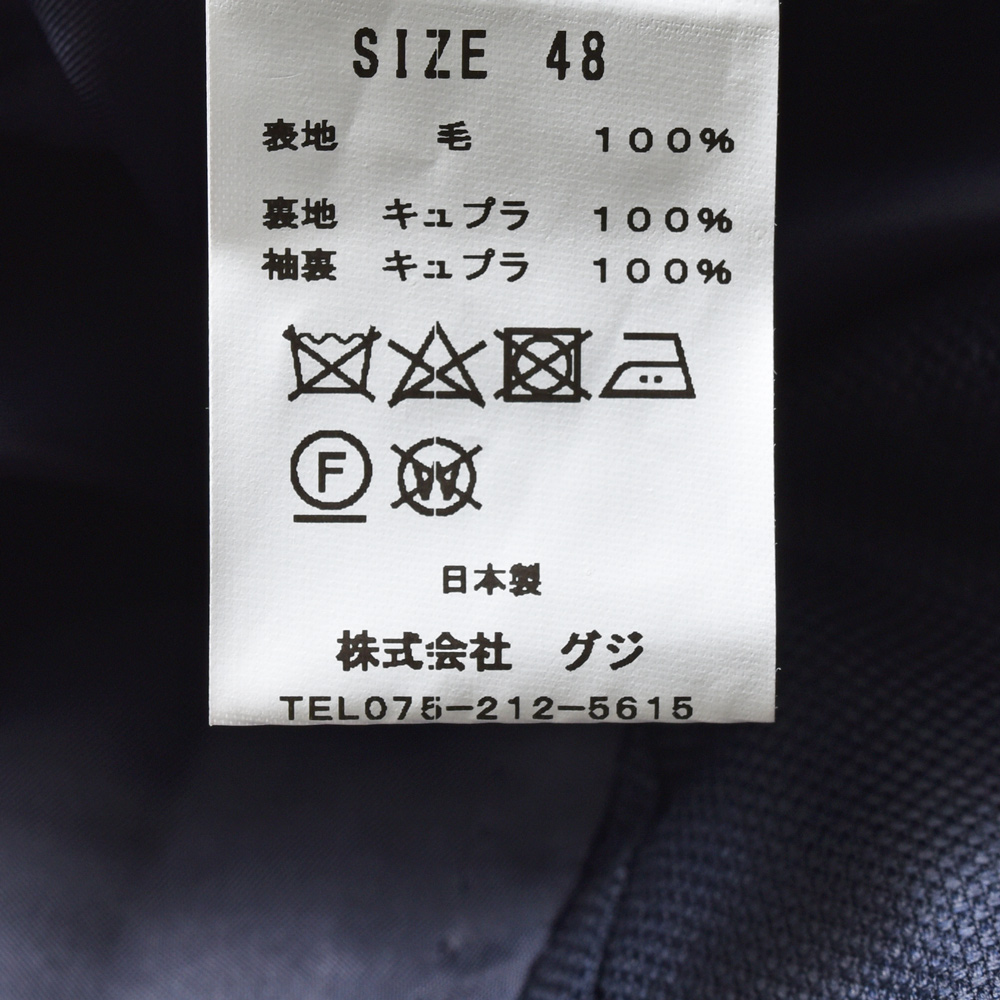 SIZE 48
表地 毛 100%
裏地 キュプラ 100%
袖裏 キュプラ 100%
F W
日本製
株式会社 グジ
TEL075-212-5615